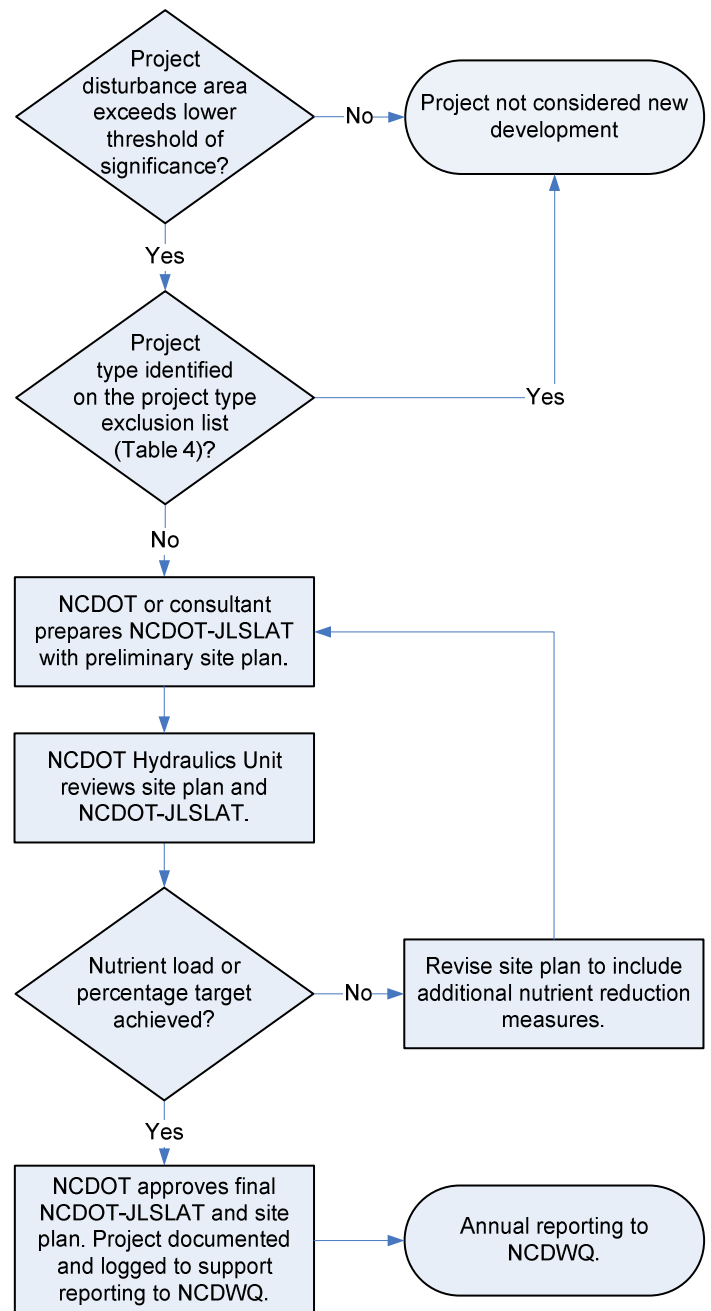 Project
disturbance area
exceeds lower
threshold of
significance?
No
Project not considered new
development
Yes
Project
type identified
on the project type
exclusion list
(Table 4)?
Yes
No
NCDOT or consultant
prepares NCDOT-JLSLAT
with preliminary site plan.
NCDOT Hydraulics Unit
reviews site plan and
NCDOT-JLSLAT.
Nutrient load or
percentage target
achieved?
No
Revise site plan to include
additional nutrient reduction
measures.
Yes
NCDOT approves final
NCDOT-JLSLAT and site
plan. Project documented
and logged to support
reporting to NCDWQ.
Annual reporting to
NCDWQ.